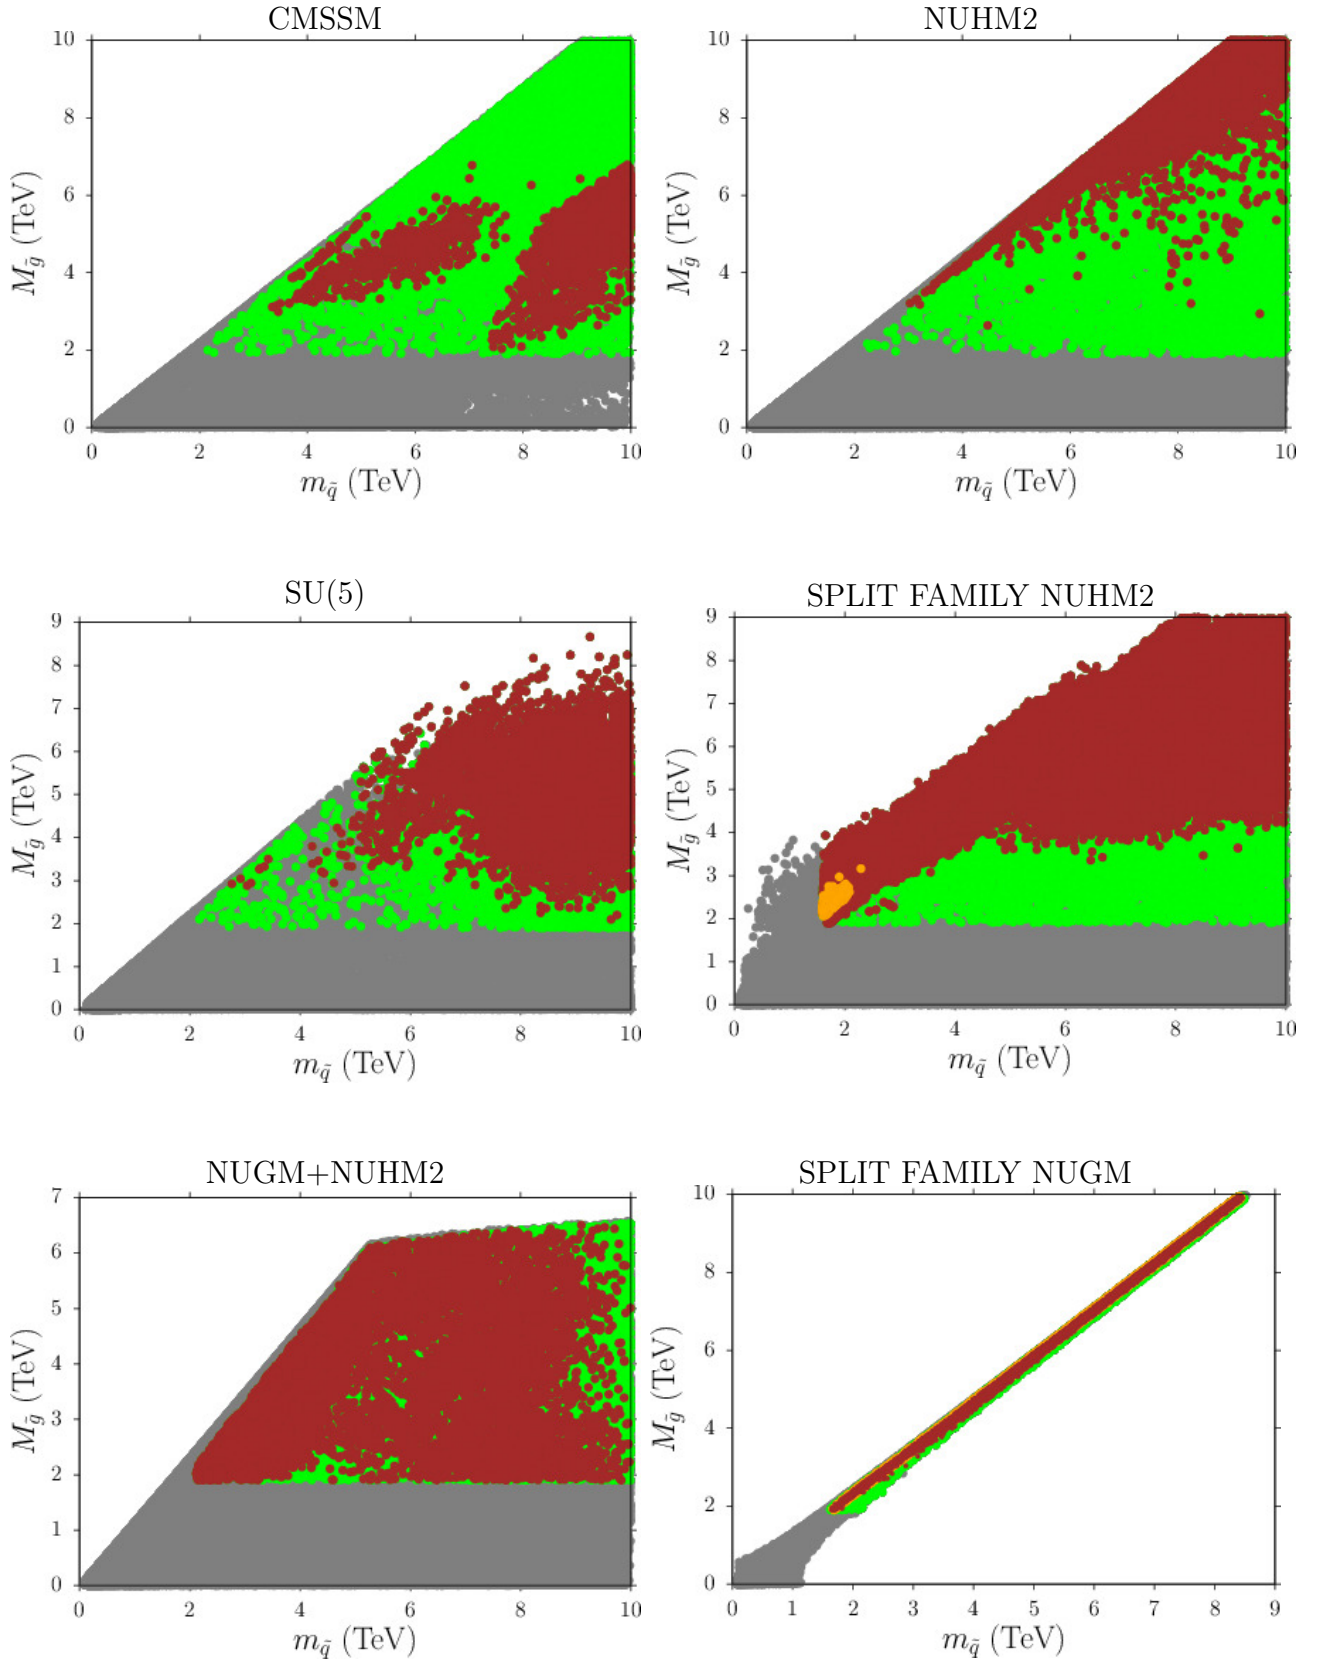 CMSSM
10
8
6
4
2
0
M_g̃ (TeV)
0 2 4 6 8 10
m_q̃ (TeV)
NUHM2
10
8
6
4
2
0
M_g̃ (TeV)
0 2 4 6 8 10
m_q̃ (TeV)
SU(5)
9
8
7
6
5
4
3
2
1
0
M_g̃ (TeV)
0 2 4 6 8 10
m_q̃ (TeV)
SPLIT FAMILY NUHM2
9
8
7
6
5
4
3
2
1
0
M_g̃ (TeV)
0 2 4 6 8 10
m_q̃ (TeV)
NUGM+NUHM2
7
6
5
4
3
2
1
0
M_g̃ (TeV)
0 2 4 6 8 10
m_q̃ (TeV)
SPLIT FAMILY NUGM
10
8
6
4
2
0
M_g̃ (TeV)
0 1 2 3 4 5 6 7 8 9
m_q̃ (TeV)